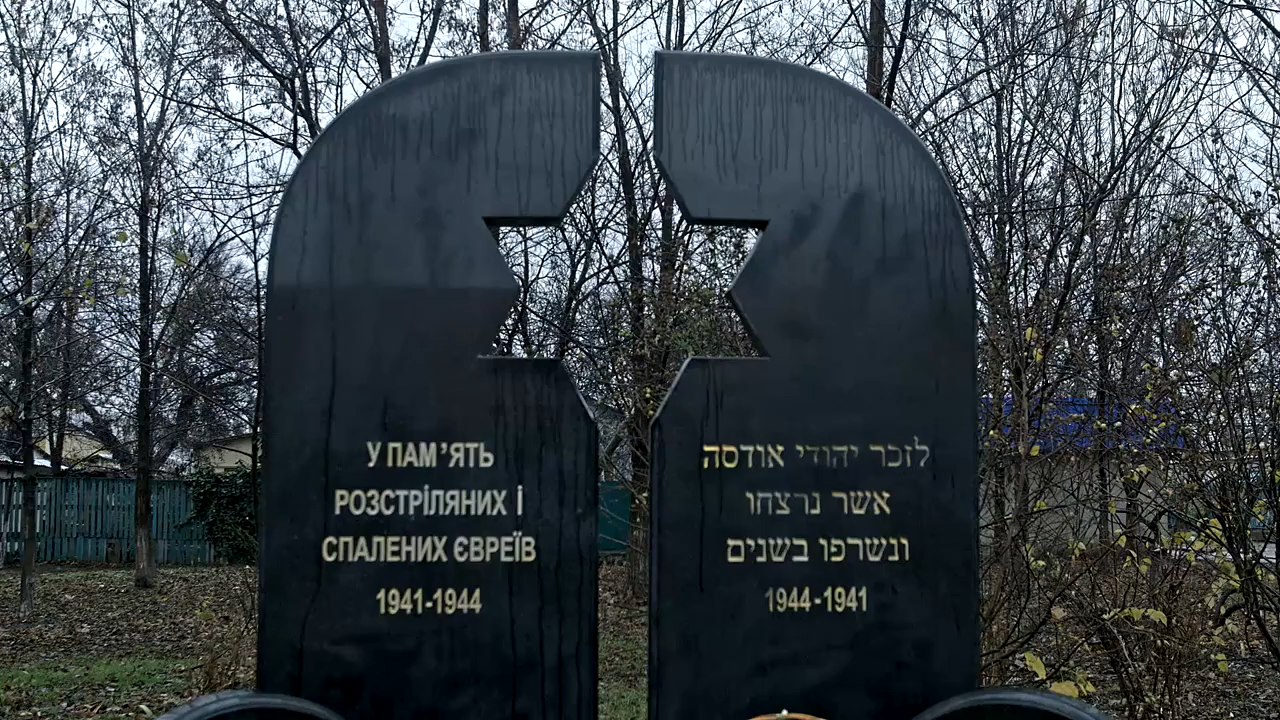 У ПАМ'ЯТЬ
РОЗСТРІЛЯНИХ І
СПАЛЕНИХ ЄВРЕЇВ
1941-1944
לזכר יהודי אודסה
אשר נרצחו
ונשרפו בשנים
1944-1941